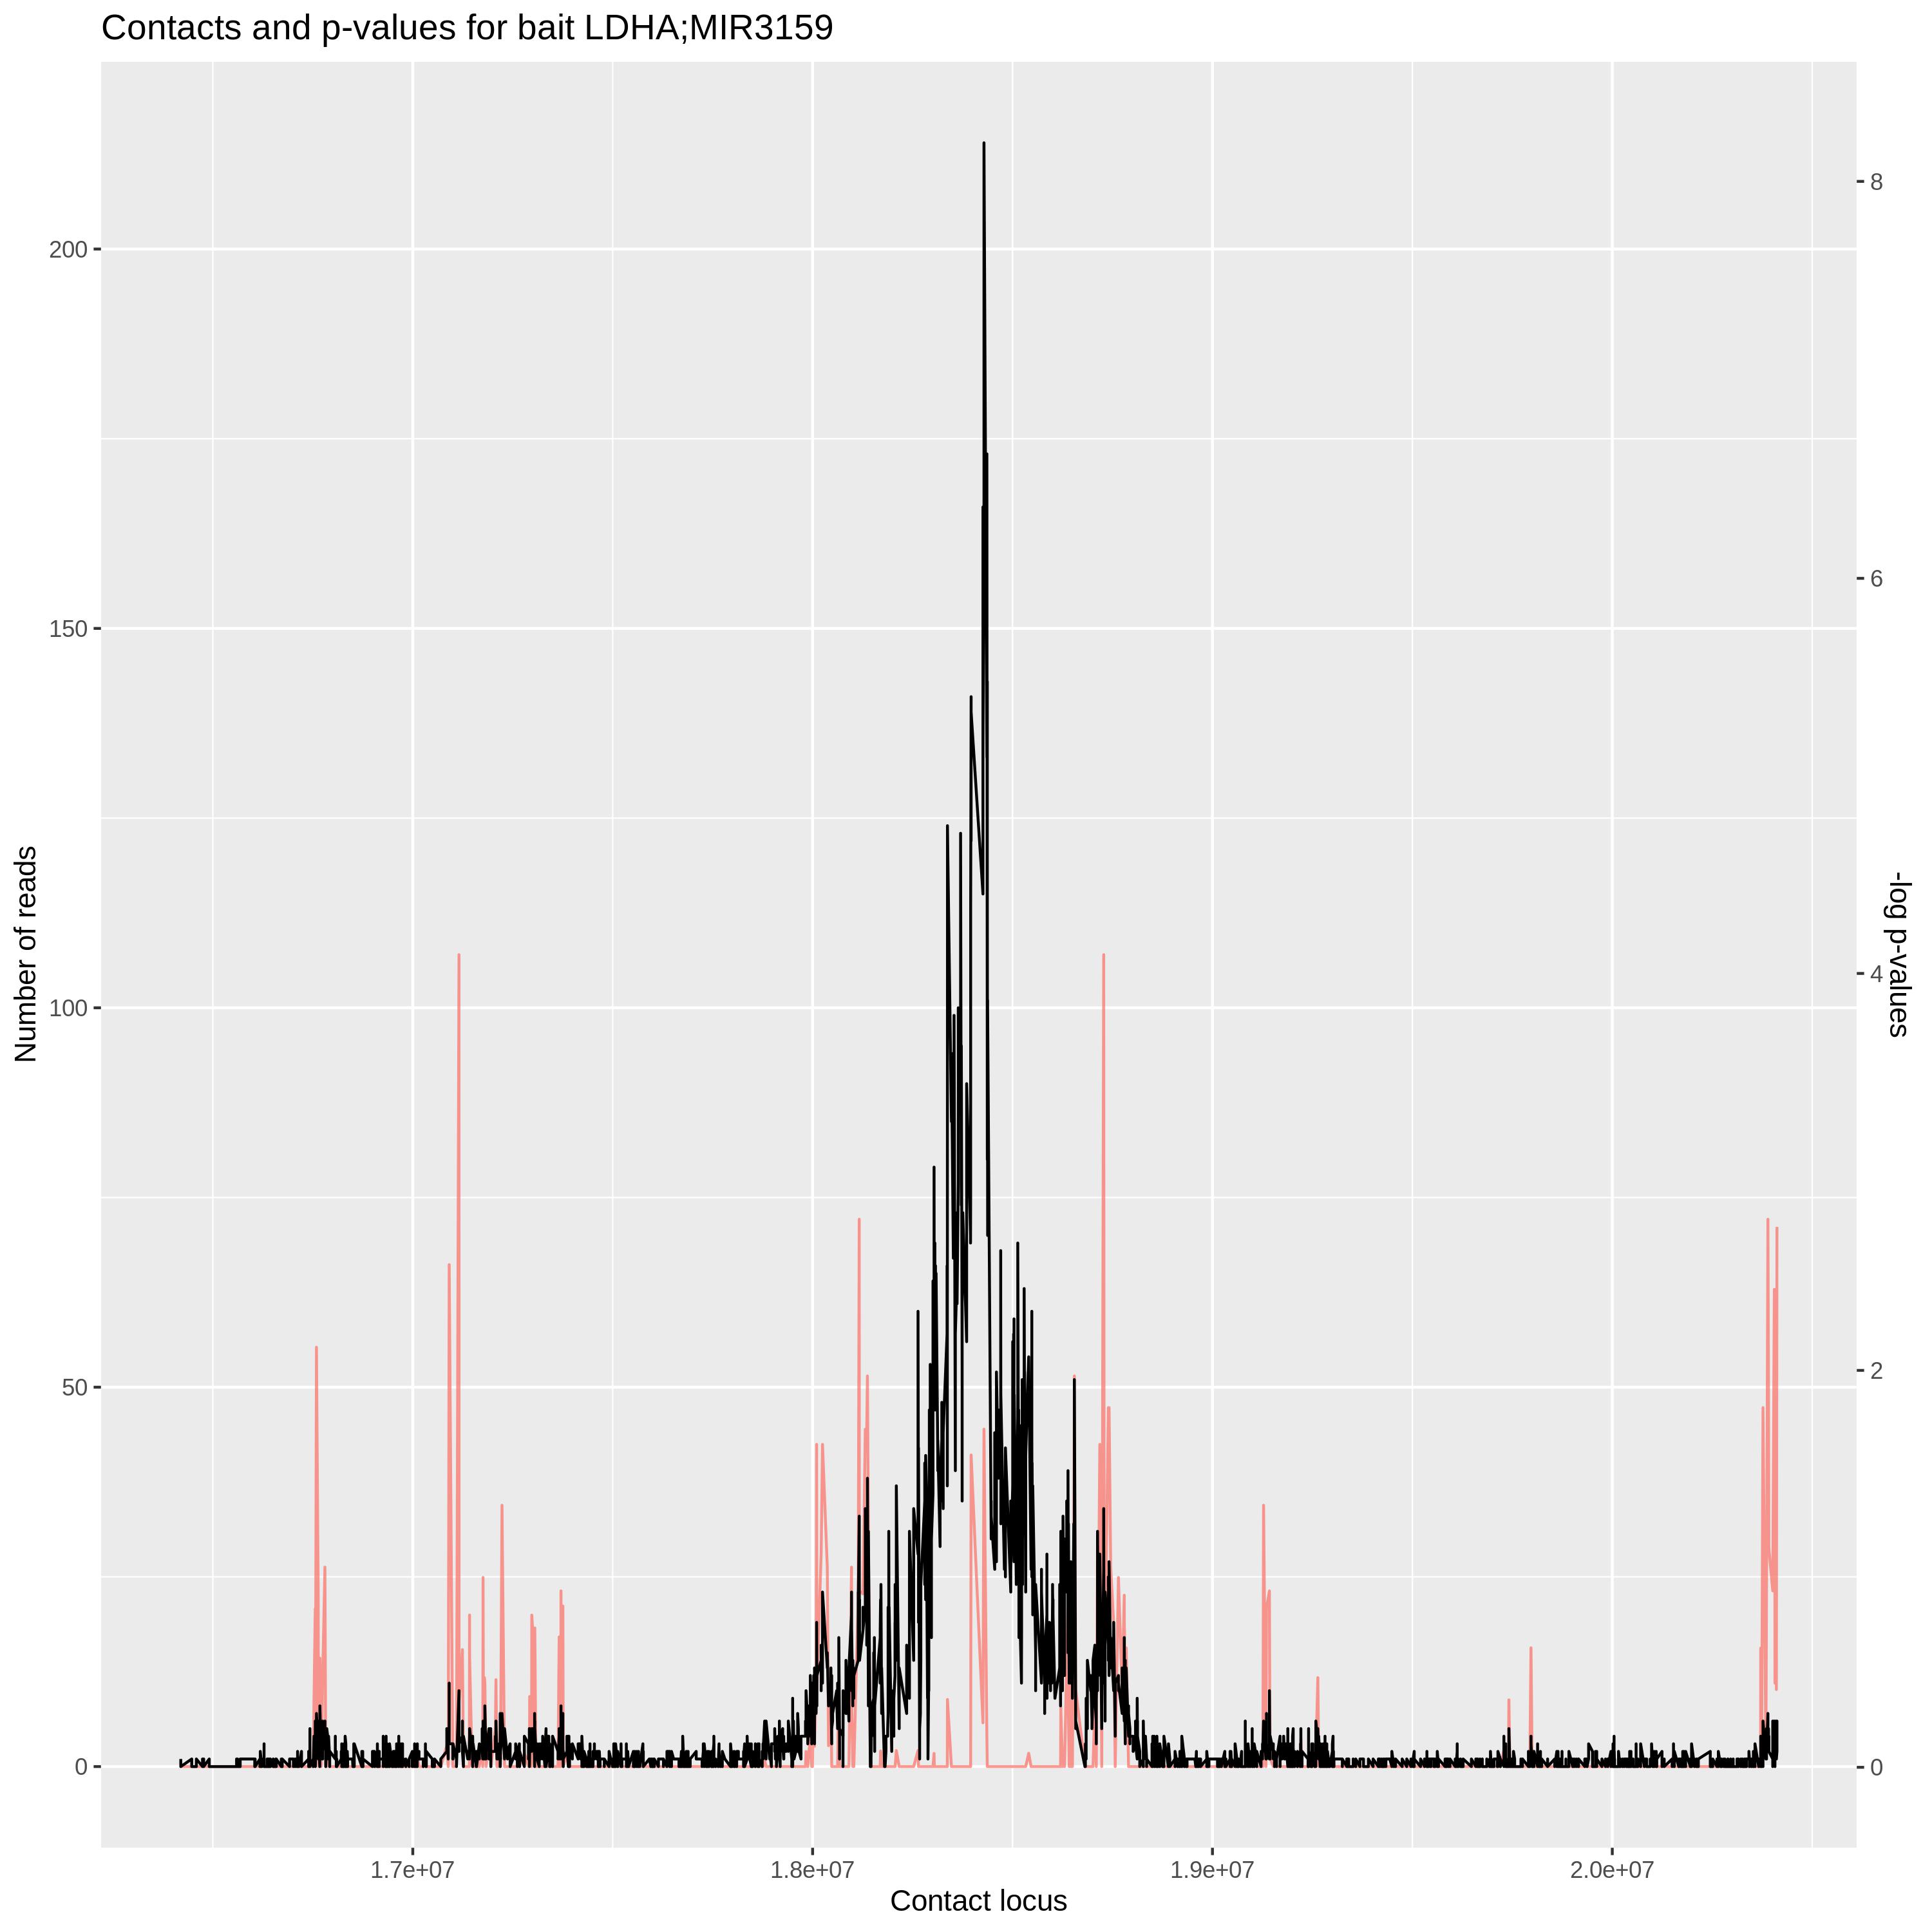 Contacts and p-values for bait LDHA;MIR3159
200
150
100
50
0
8
6
4
2
0
Number of reads
-log p-values
1.7e+07
1.8e+07
1.9e+07
2.0e+07
Contact locus